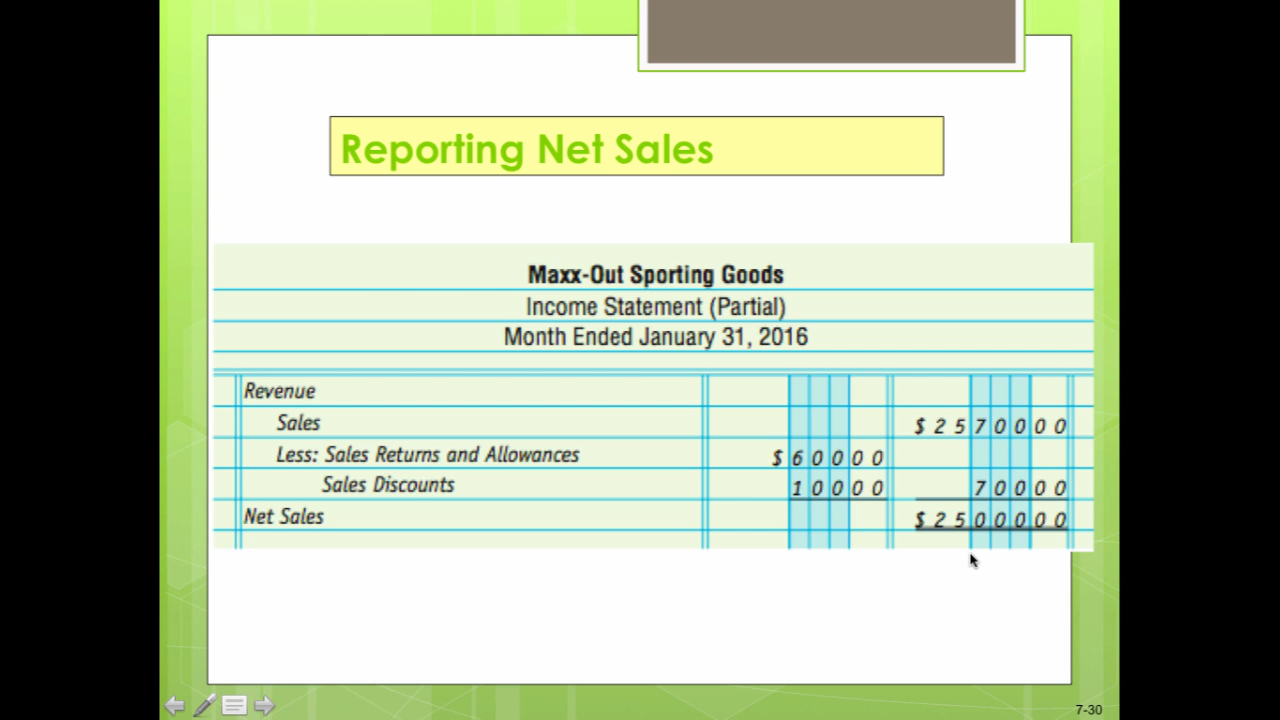 Reporting Net Sales
Maxx-Out Sporting Goods
Income Statement (Partial)
Month Ended January 31, 2016
Revenue
Sales $ 2 5 7 0 0 0 0
Less: Sales Returns and Allowances $ 6 0 0 0 0
Sales Discounts 1 0 0 0 0 7 0 0 0 0
Net Sales $ 2 5 0 0 0 0 0
7-30